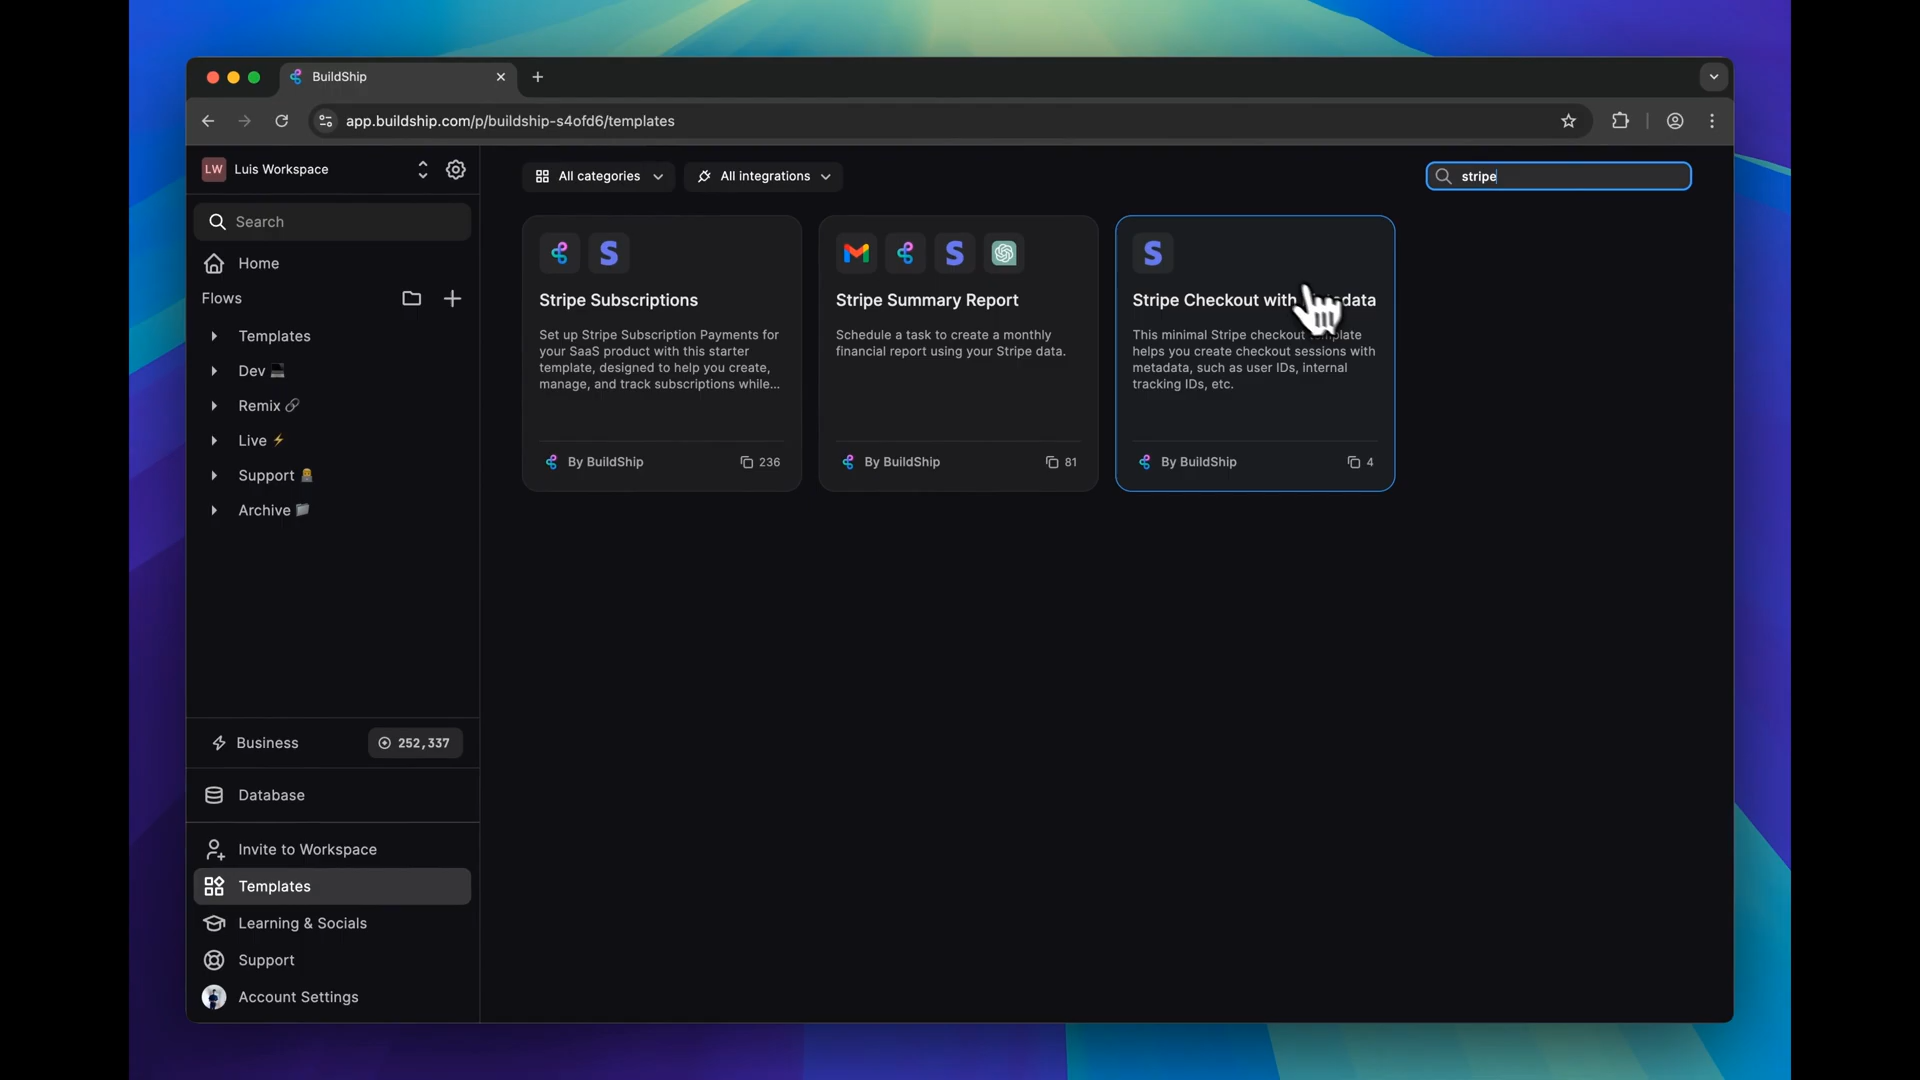 BuildShip
app.buildship.com/p/buildship-s4ofd6/templates
LW Luis Workspace
Search
Home
Flows
Templates
Dev
Remix
Live
Support
Archive
Business
252,337
Database
Invite to Workspace
Templates
Learning & Socials
Support
Account Settings
All categories
All integrations
stripe
Stripe Subscriptions
Set up Stripe Subscription Payments for
your SaaS product with this starter
template, designed to help you create,
manage, and track subscriptions while...
By BuildShip
236
Stripe Summary Report
Schedule a task to create a monthly
financial report using your Stripe data.
By BuildShip
81
Stripe Checkout with
This minimal Stripe checkout template
helps you create checkout sessions with
metadata, such as user IDs, internal
tracking IDs, etc.
By BuildShip
4